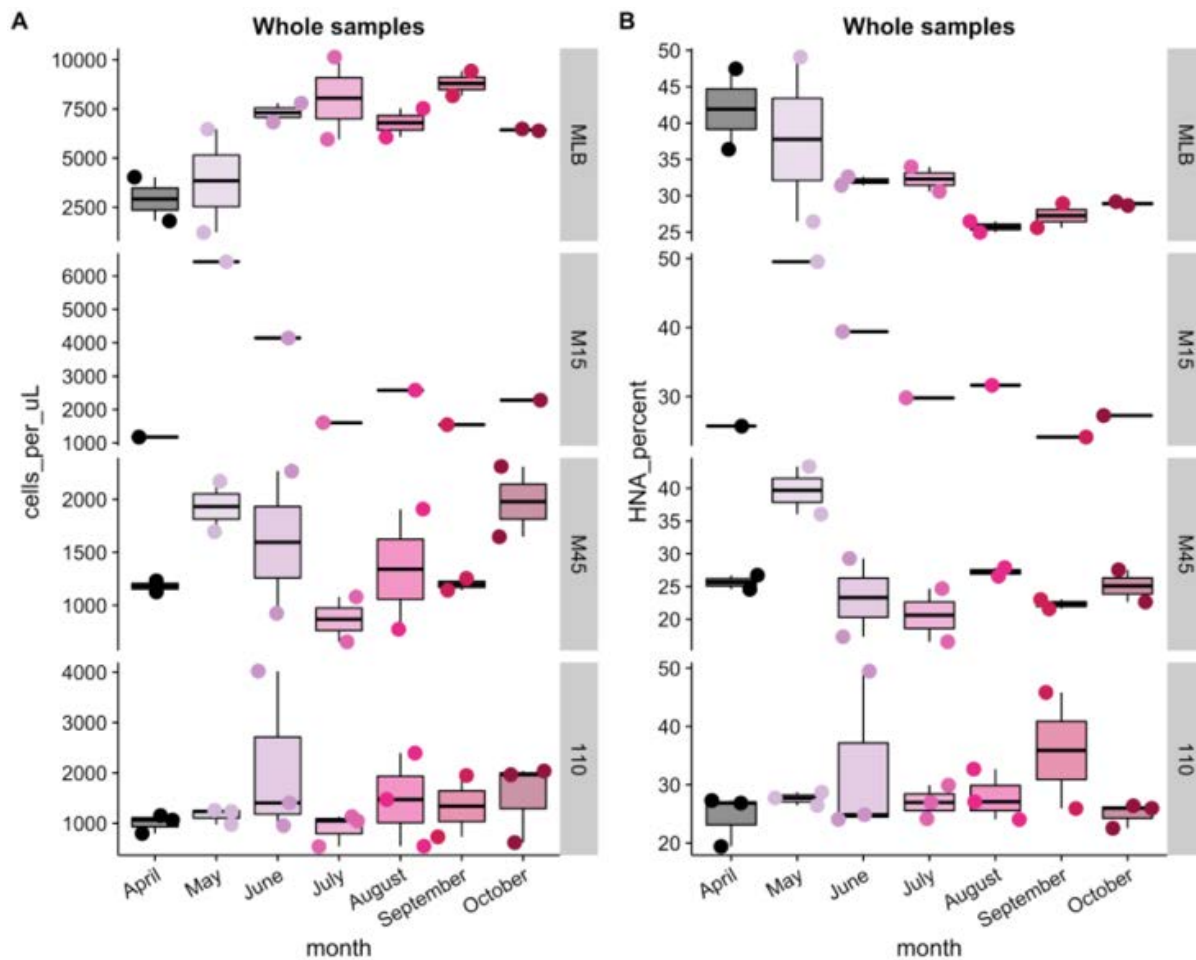 A
Whole samples
cells_per_uL
10000
7500
5000
2500
MLB
6000
5000
4000
3000
2000
1000
M15
2000
1500
1000
M45
4000
3000
2000
1000
110
April
May
June
July
August
September
October
month
B
Whole samples
HNA_percent
50
45
40
35
30
25
MLB
50
40
30
M15
40
35
30
25
20
M45
50
40
30
20
110
April
May
June
July
August
September
October
month